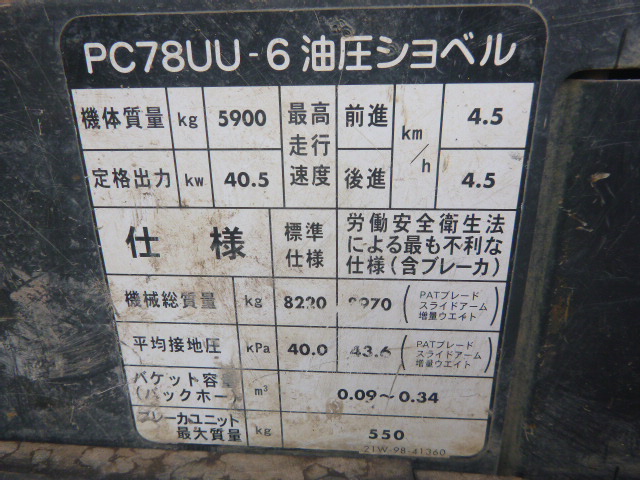 PC78UU-6 油圧ショベル
機体質量 kg 5900 最高走行速度 前進 km/h 4.5
定格出力 kw 40.5 後進 4.5
仕様 標準仕様 労働安全衛生法による最も不利な仕様(含ブレーカ)
機械総質量 kg 8220 8970 (PATブレード
スライドアーム
増量ウエイト)
平均接地圧 kPa 40.0 43.6 (PATブレード
スライドアーム
増量ウエイト)
バケット容量
(バックホー) m³ 0.09~0.34
ブレーカユニット
最大質量 kg 550
21W-98-41360